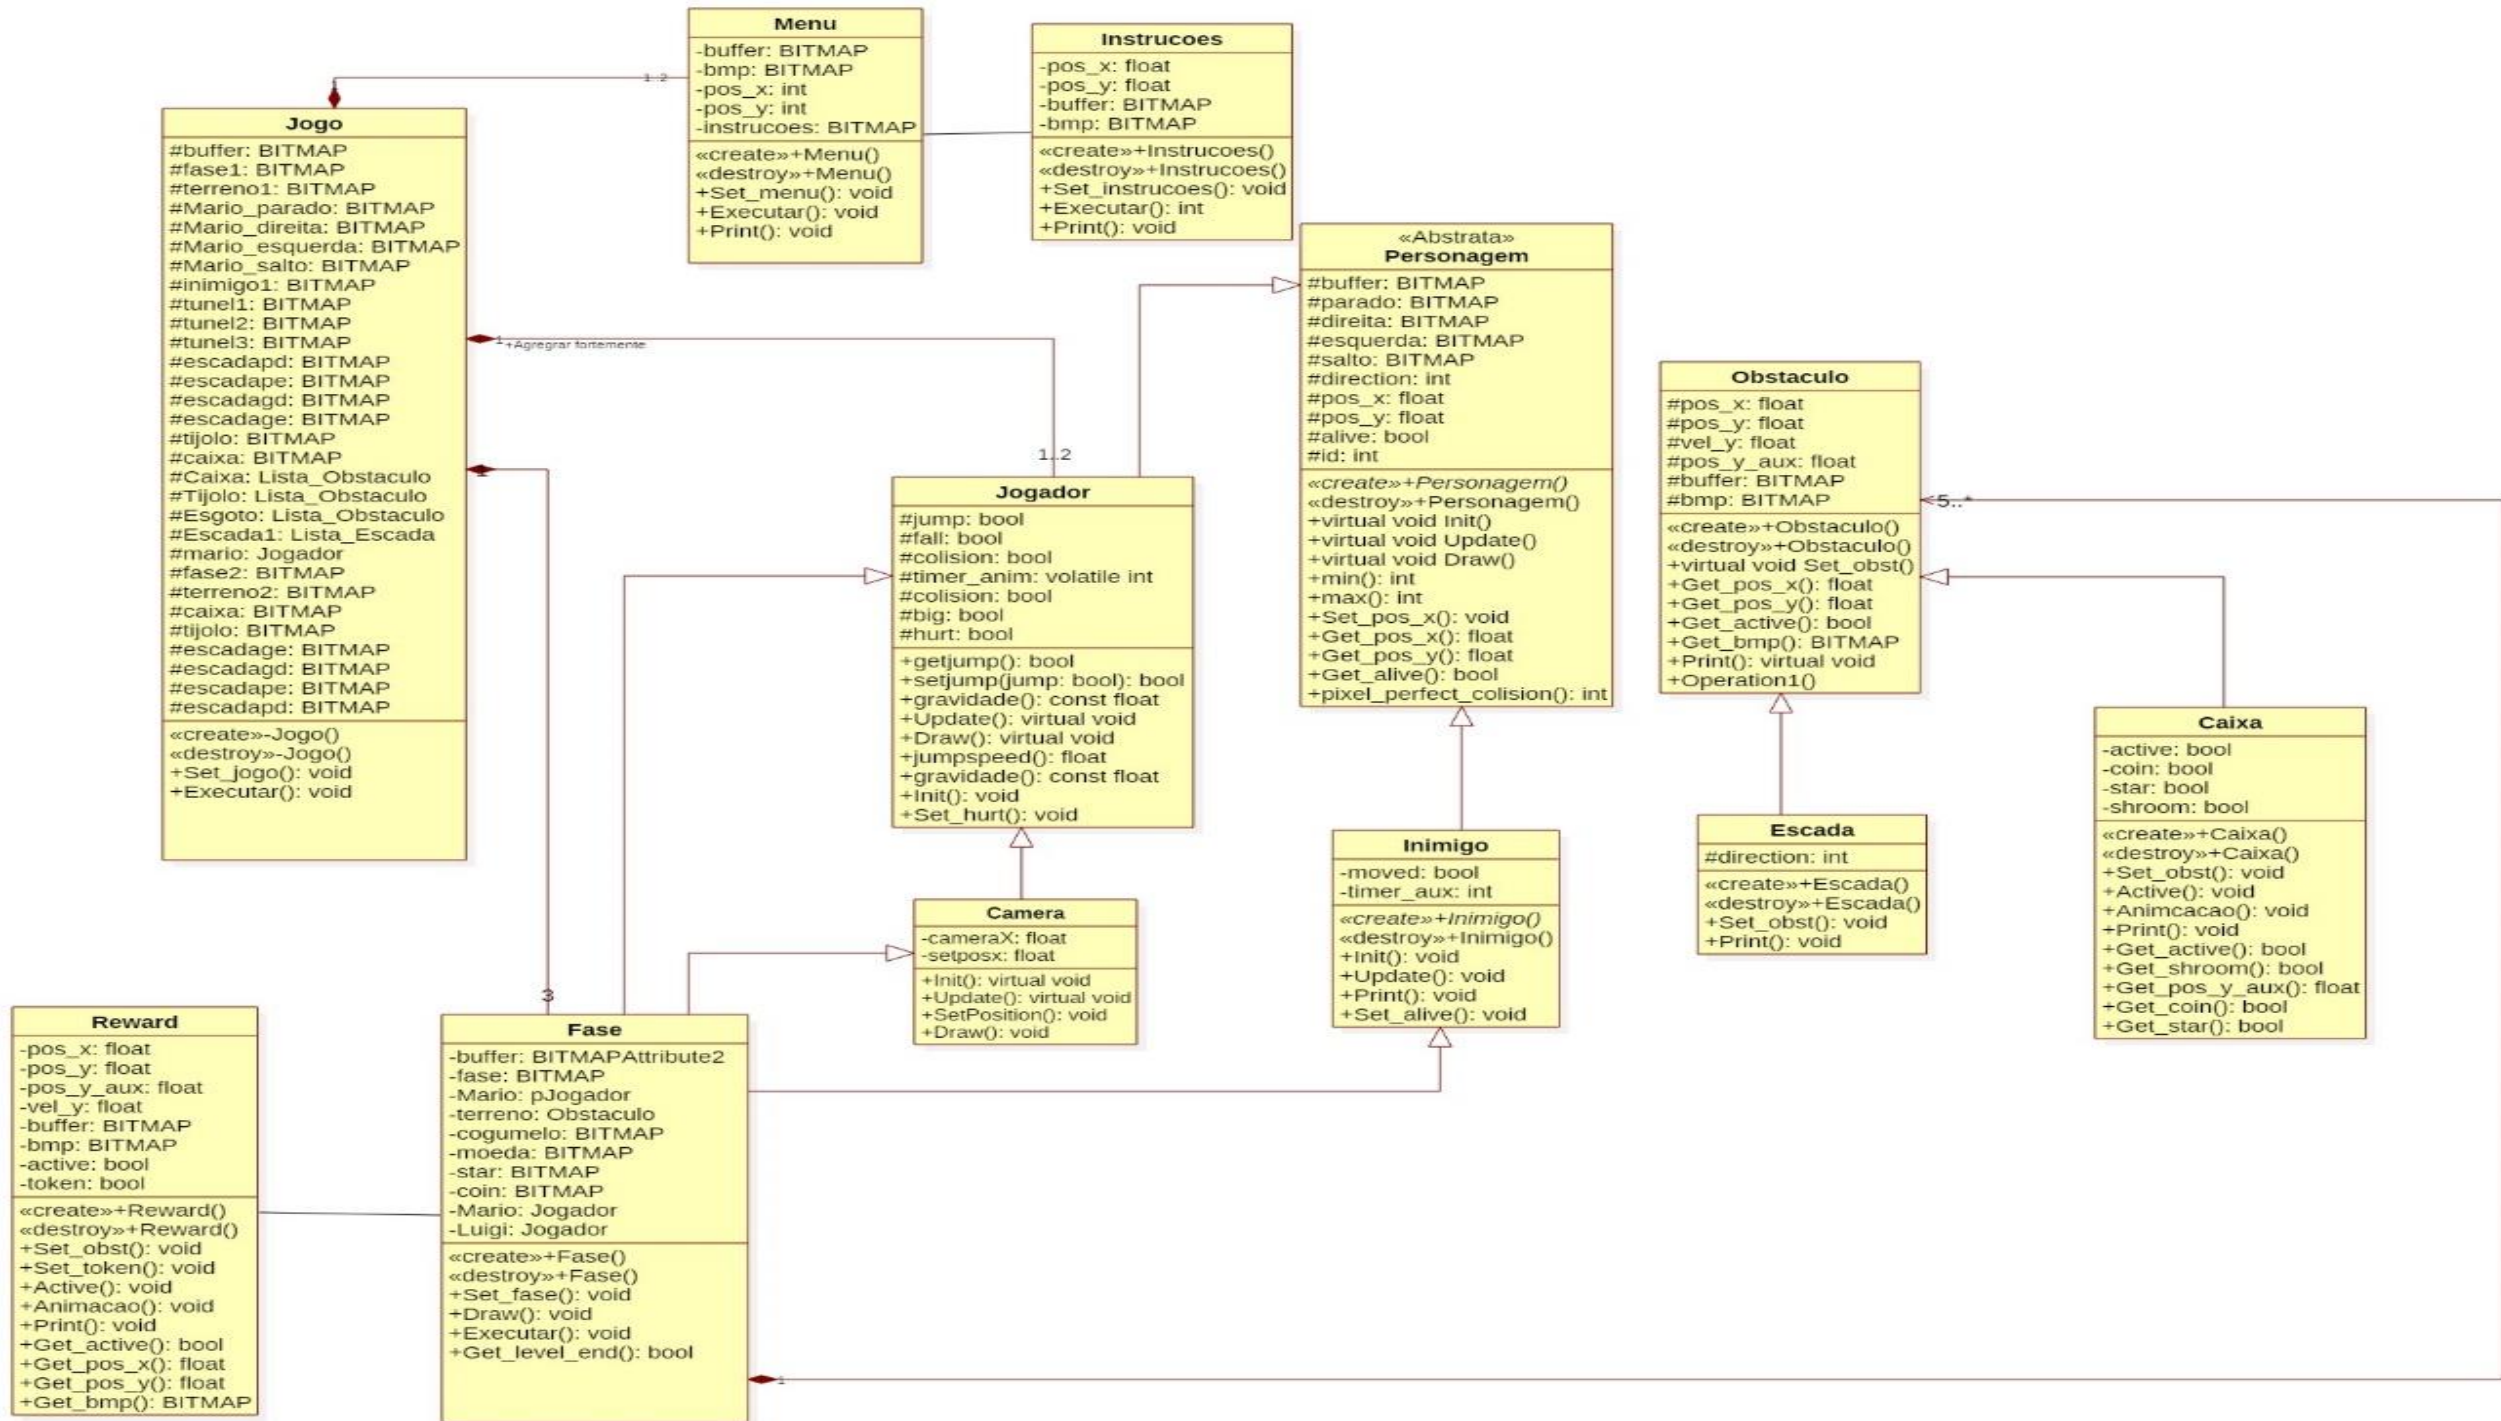 Menu
-buffer: BITMAP
-bmp: BITMAP
-pos_x: int
-pos_y: int
-instrucoes: BITMAP
«create»+Menu()
«destroy»+Menu()
+Set_menu(): void
+Executar(): void
+Print(): void
Instrucoes
-pos_x: float
-pos_y: float
-buffer: BITMAP
-bmp: BITMAP
«create»+Instrucoes()
«destroy»+Instrucoes()
+Set_instrucoes(): void
+Executar(): int
+Print(): void
1..2
1
Jogo
#buffer: BITMAP
#fase1: BITMAP
#terreno1: BITMAP
#Mario_parado: BITMAP
#Mario_direita: BITMAP
#Mario_esquerda: BITMAP
#Mario_salto: BITMAP
#inimigo1: BITMAP
#tunel1: BITMAP
#tunel2: BITMAP
#tunel3: BITMAP
#escadapd: BITMAP
#escadape: BITMAP
#escadagd: BITMAP
#escadage: BITMAP
#tijolo: BITMAP
#caixa: BITMAP
#Caixa: Lista_Obstaculo
#Tijolo: Lista_Obstaculo
#Esgoto: Lista_Obstaculo
#Escada1: Lista_Escada
#mario: Jogador
#fase2: BITMAP
#terreno2: BITMAP
#caixa: BITMAP
#tijolo: BITMAP
#escadage: BITMAP
#escadagd: BITMAP
#escadape: BITMAP
#escadapd: BITMAP
«create»-Jogo()
«destroy»-Jogo()
+Set_jogo(): void
+Executar(): void
1
+Agregrar fortemente
1..2
1
3
«Abstrata»
Personagem
#buffer: BITMAP
#parado: BITMAP
#direita: BITMAP
#esquerda: BITMAP
#salto: BITMAP
#direction: int
#pos_x: float
#pos_y: float
#alive: bool
#id: int
«create»+Personagem()
«destroy»+Personagem()
+virtual void Init()
+virtual void Update()
+virtual void Draw()
+min(): int
+max(): int
+Set_pos_x(): void
+Get_pos_x(): float
+Get_pos_y(): float
+Get_alive(): bool
+pixel_perfect_colision(): int
Obstaculo
#pos_x: float
#pos_y: float
#vel_y: float
#pos_y_aux: float
#buffer: BITMAP
#bmp: BITMAP
«create»+Obstaculo()
«destroy»+Obstaculo()
+virtual void Set_obst()
+Get_pos_x(): float
+Get_pos_y(): float
+Get_active(): bool
+Get_bmp(): BITMAP
+Print(): virtual void
+Operation1()
5..*
Jogador
#jump: bool
#fall: bool
#colision: bool
#timer_anim: volatile int
#colision: bool
#big: bool
#hurt: bool
+getjump(): bool
+setjump(jump: bool): bool
+gravidade(): const float
+Update(): virtual void
+Draw(): virtual void
+jumpspeed(): float
+gravidade(): const float
+Init(): void
+Set_hurt(): void
Camera
-cameraX: float
-setposx: float
+Init(): virtual void
+Update(): virtual void
+SetPosition(): void
+Draw(): void
Inimigo
-moved: bool
-timer_aux: int
«create»+Inimigo()
«destroy»+Inimigo()
+Init(): void
+Update(): void
+Print(): void
+Set_alive(): void
Escada
#direction: int
«create»+Escada()
«destroy»+Escada()
+Set_obst(): void
+Print(): void
Caixa
-active: bool
-coin: bool
-star: bool
-shroom: bool
«create»+Caixa()
«destroy»+Caixa()
+Set_obst(): void
+Active(): void
+Animcacao(): void
+Print(): void
+Get_active(): bool
+Get_shroom(): bool
+Get_pos_y_aux(): float
+Get_coin(): bool
+Get_star(): bool
Reward
-pos_x: float
-pos_y: float
-pos_y_aux: float
-vel_y: float
-buffer: BITMAP
-bmp: BITMAP
-active: bool
-token: bool
«create»+Reward()
«destroy»+Reward()
+Set_obst(): void
+Set_token(): void
+Active(): void
+Animacao(): void
+Print(): void
+Get_active(): bool
+Get_pos_x(): float
+Get_pos_y(): float
+Get_bmp(): BITMAP
Fase
-buffer: BITMAPAttribute2
-fase: BITMAP
-Mario: pJogador
-terreno: Obstaculo
-cogumelo: BITMAP
-moeda: BITMAP
-star: BITMAP
-coin: BITMAP
-Mario: Jogador
-Luigi: Jogador
«create»+Fase()
«destroy»+Fase()
+Set_fase(): void
+Draw(): void
+Executar(): void
+Get_level_end(): bool
1